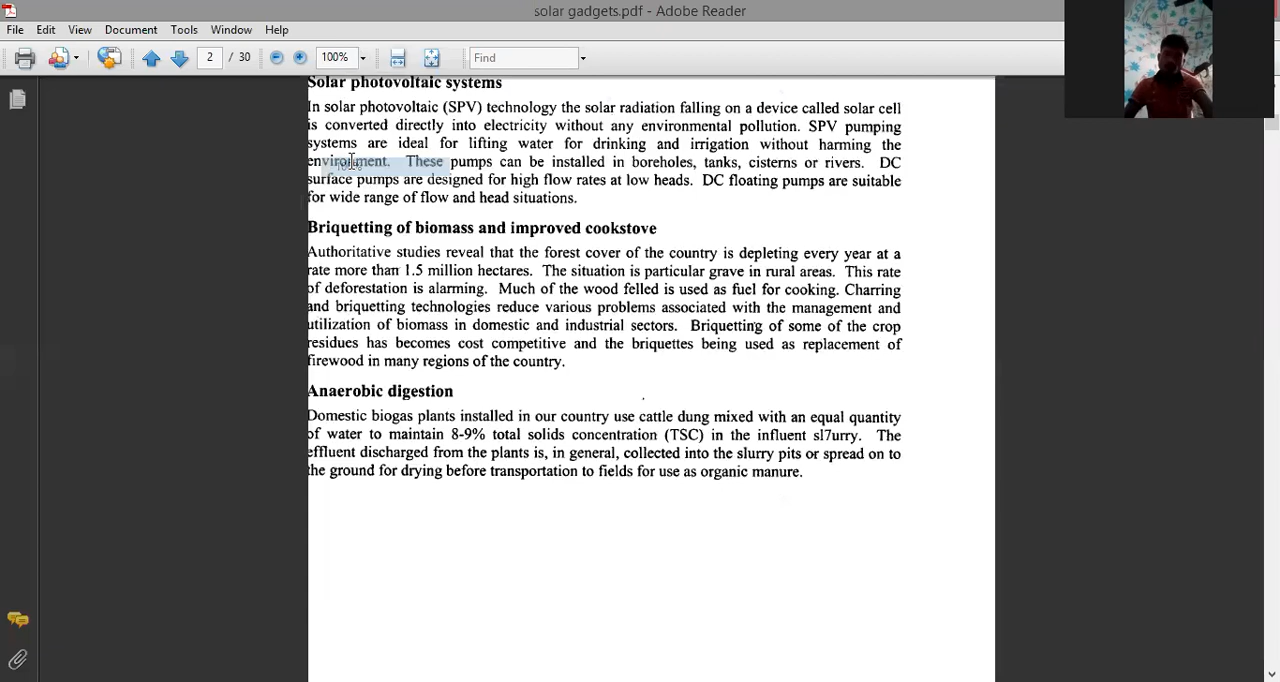 solar gadgets.pdf - Adobe Reader
File Edit View Document Tools Window Help
2 / 30 100% Find
Solar photovoltaic systems
In solar photovoltaic (SPV) technology the solar radiation falling on a device called solar cell
is converted directly into electricity without any environmental pollution. SPV pumping
systems are ideal for lifting water for drinking and irrigation without harming the
environment. These pumps can be installed in boreholes, tanks, cisterns or rivers. DC
surface pumps are designed for high flow rates at low heads. DC floating pumps are suitable
for wide range of flow and head situations.
Briquetting of biomass and improved cookstove
Authoritative studies reveal that the forest cover of the country is depleting every year at a
rate more than 1.5 million hectares. The situation is particular grave in rural areas. This rate
of deforestation is alarming. Much of the wood felled is used as fuel for cooking. Charring
and briquetting technologies reduce various problems associated with the management and
utilization of biomass in domestic and industrial sectors. Briquetting of some of the crop
residues has becomes cost competitive and the briquettes being used as replacement of
firewood in many regions of the country.
Anaerobic digestion
Domestic biogas plants installed in our country use cattle dung mixed with an equal quantity
of water to maintain 8-9% total solids concentration (TSC) in the influent sl7urry. The
effluent discharged from the plants is, in general, collected into the slurry pits or spread on to
the ground for drying before transportation to fields for use as organic manure.